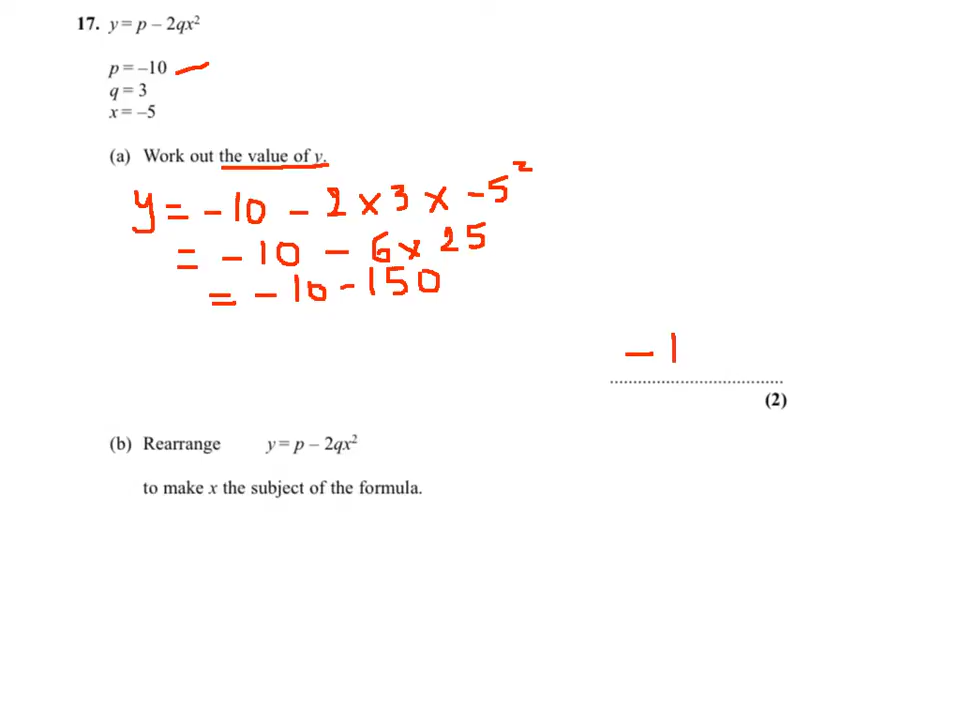 17. y = p – 2qx²
p = –10
q = 3
x = –5
(a) Work out the value of y.
y = - 10 - 2 x 3 x - 5²
= - 10 - 6 x 25
= - 10 - 150
- 1
(2)
(b) Rearrange y = p – 2qx²
to make x the subject of the formula.